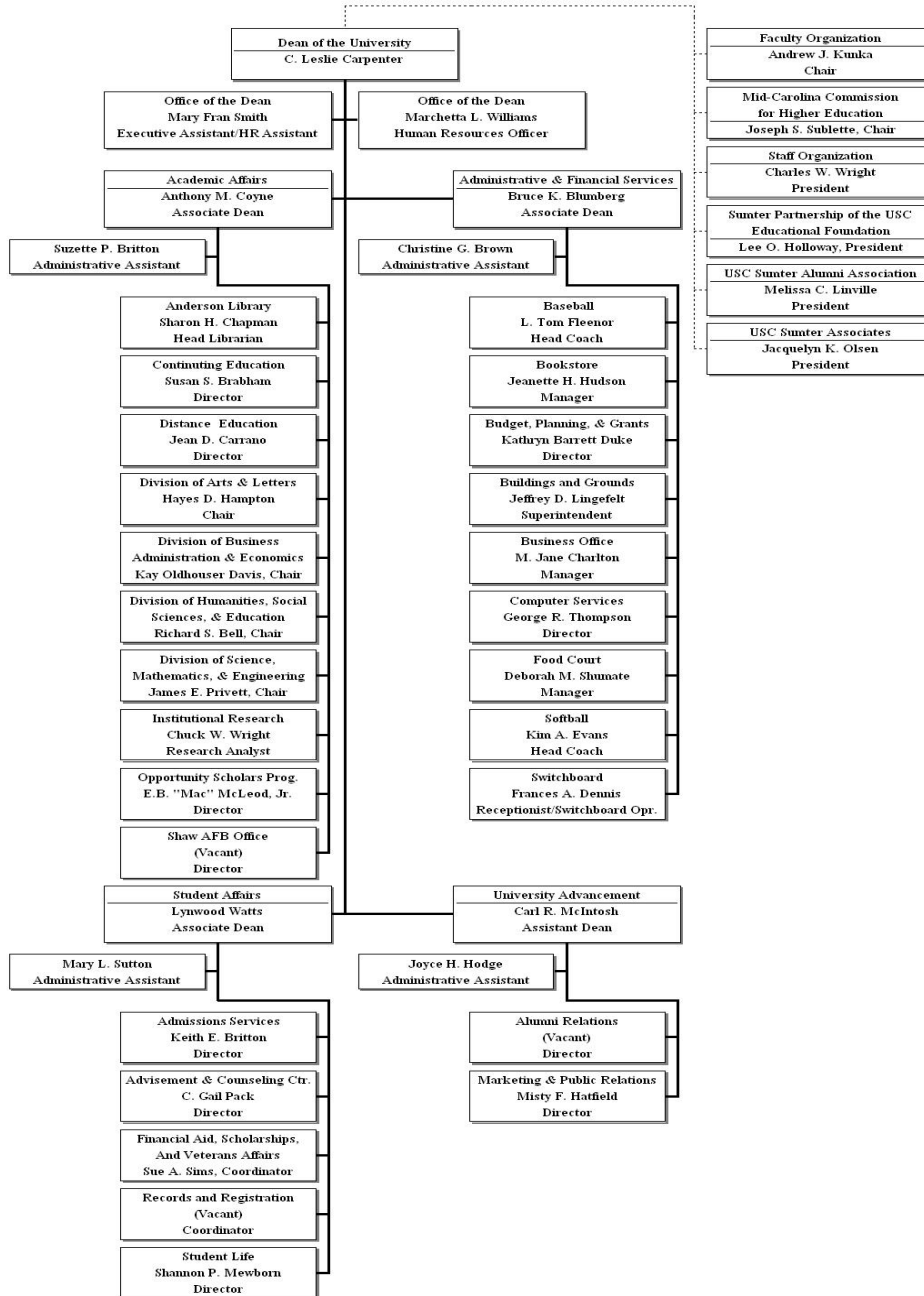 Dean of the University
C. Leslie Carpenter
Office of the Dean
Mary Fran Smith
Executive Assistant/HR Assistant
Office of the Dean
Marchetta L. Williams
Human Resources Officer
Academic Affairs
Anthony M. Coyne
Associate Dean
Administrative & Financial Services
Bruce K. Blumberg
Associate Dean
Suzette P. Britton
Administrative Assistant
Anderson Library
Sharon H. Chapman
Head Librarian
Continuting Education
Susan S. Brabham
Director
Distance Education
Jean D. Carrano
Director
Division of Arts & Letters
Hayes D. Hampton
Chair
Division of Business
Administration & Economics
Kay Oldhouser Davis, Chair
Division of Humanities, Social
Sciences, & Education
Richard S. Bell, Chair
Division of Science,
Mathematics, & Engineering
James E. Privett, Chair
Institutional Research
Chuck W. Wright
Research Analyst
Opportunity Scholars Prog.
E.B. "Mac" McLeod, Jr.
Director
Shaw AFB Office
(Vacant)
Director
Christine G. Brown
Administrative Assistant
Baseball
L. Tom Fleenor
Head Coach
Bookstore
Jeanette H. Hudson
Manager
Budget, Planning, & Grants
Kathryn Barrett Duke
Director
Buildings and Grounds
Jeffrey D. Lingefelt
Superintendent
Business Office
M. Jane Charlton
Manager
Computer Services
George R. Thompson
Director
Food Court
Deborah M. Shumate
Manager
Softball
Kim A. Evans
Head Coach
Switchboard
Frances A. Dennis
Receptionist/Switchboard Opr.
Student Affairs
Lynwood Watts
Associate Dean
University Advancement
Carl R. McIntosh
Assistant Dean
Mary L. Sutton
Administrative Assistant
Admissions Services
Keith E. Britton
Director
Advisement & Counseling Ctr.
C. Gail Pack
Director
Financial Aid, Scholarships,
And Veterans Affairs
Sue A. Sims, Coordinator
Records and Registration
(Vacant)
Coordinator
Student Life
Shannon P. Mewborn
Director
Joyce H. Hodge
Administrative Assistant
Alumni Relations
(Vacant)
Director
Marketing & Public Relations
Misty F. Hatfield
Director
Faculty Organization
Andrew J. Kunka
Chair
Mid-Carolina Commission
for Higher Education
Joseph S. Sublette, Chair
Staff Organization
Charles W. Wright
President
Sumter Partnership of the USC
Educational Foundation
Lee O. Holloway, President
USC Sumter Alumni Association
Melissa C. Linville
President
USC Sumter Associates
Jacquelyn K. Olsen
President